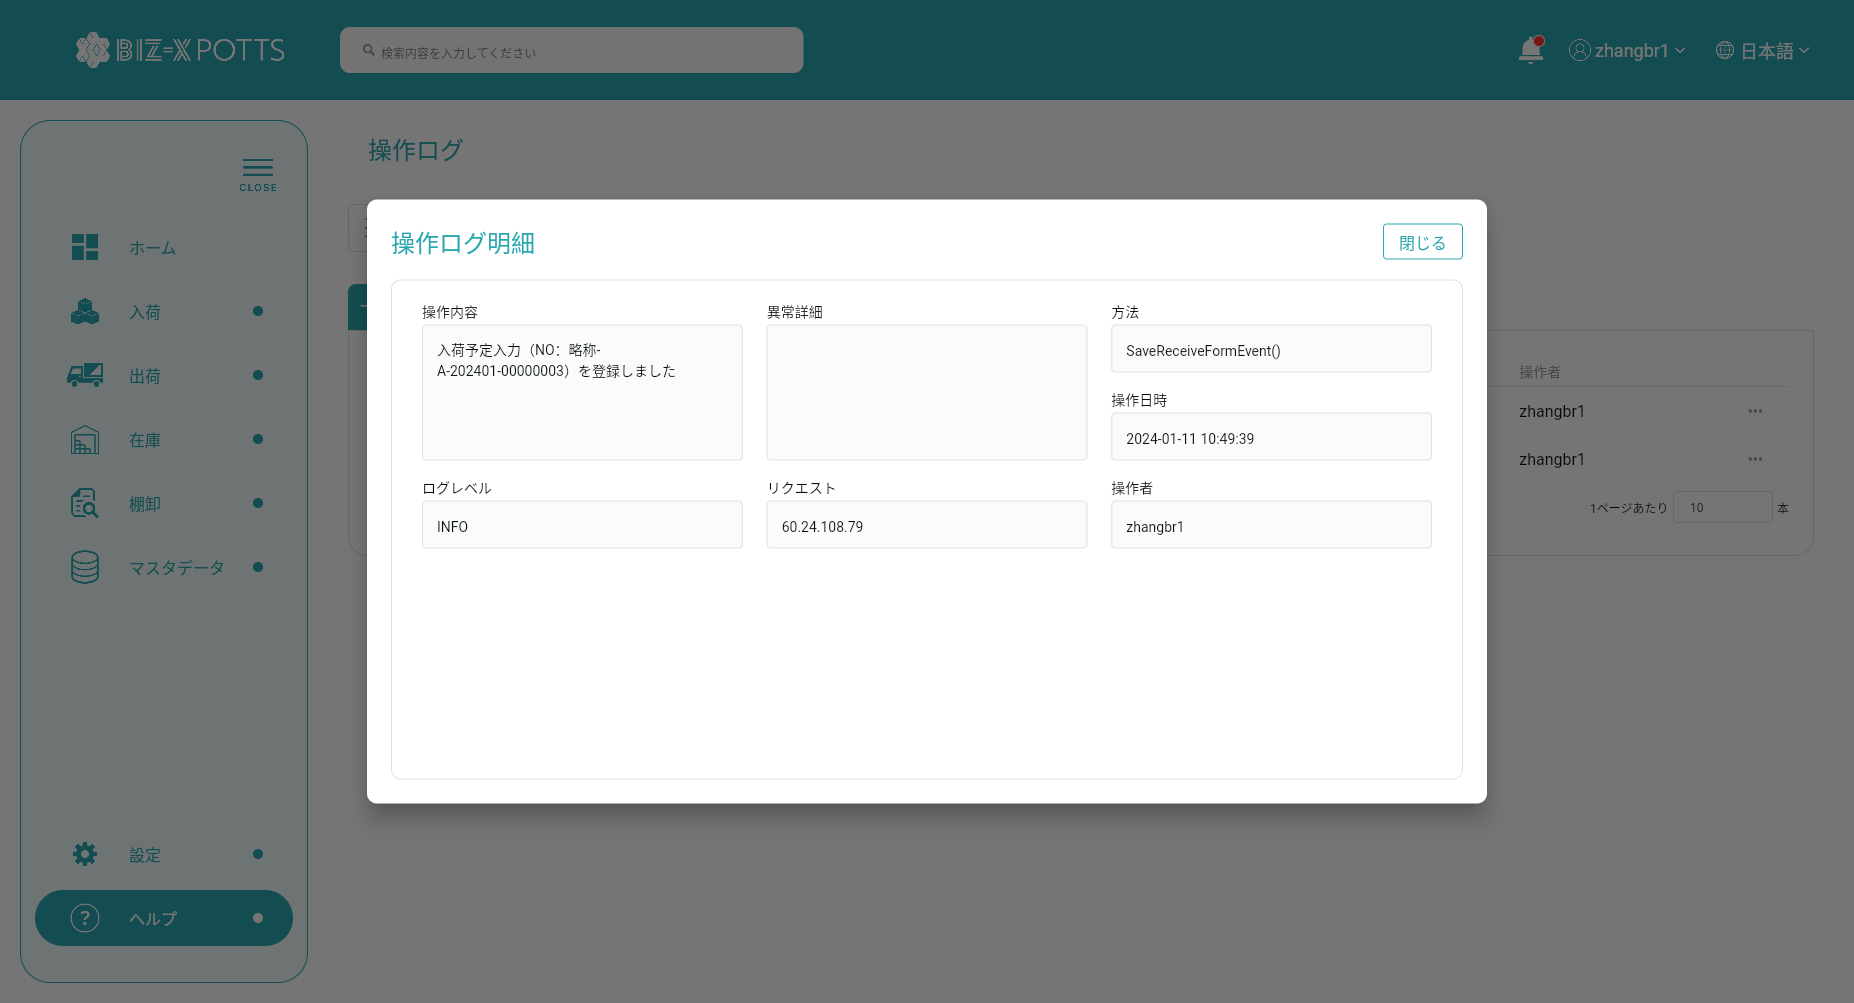 BIZ-X POTTS
検索内容を入力してください
zhangbr1
日本語
CLOSE
ホーム
入荷
出荷
在庫
棚卸
マスタデータ
設定
ヘルプ
操作ログ
操作ログ明細
閉じる
操作内容
入荷予定入力（NO：略称-
A-202401-00000003）を登録しました
異常詳細
方法
SaveReceiveFormEvent()
操作日時
2024-01-11 10:49:39
ログレベル
INFO
リクエスト
60.24.108.79
操作者
zhangbr1
操作者
zhangbr1
zhangbr1
1ページあたり 10 本